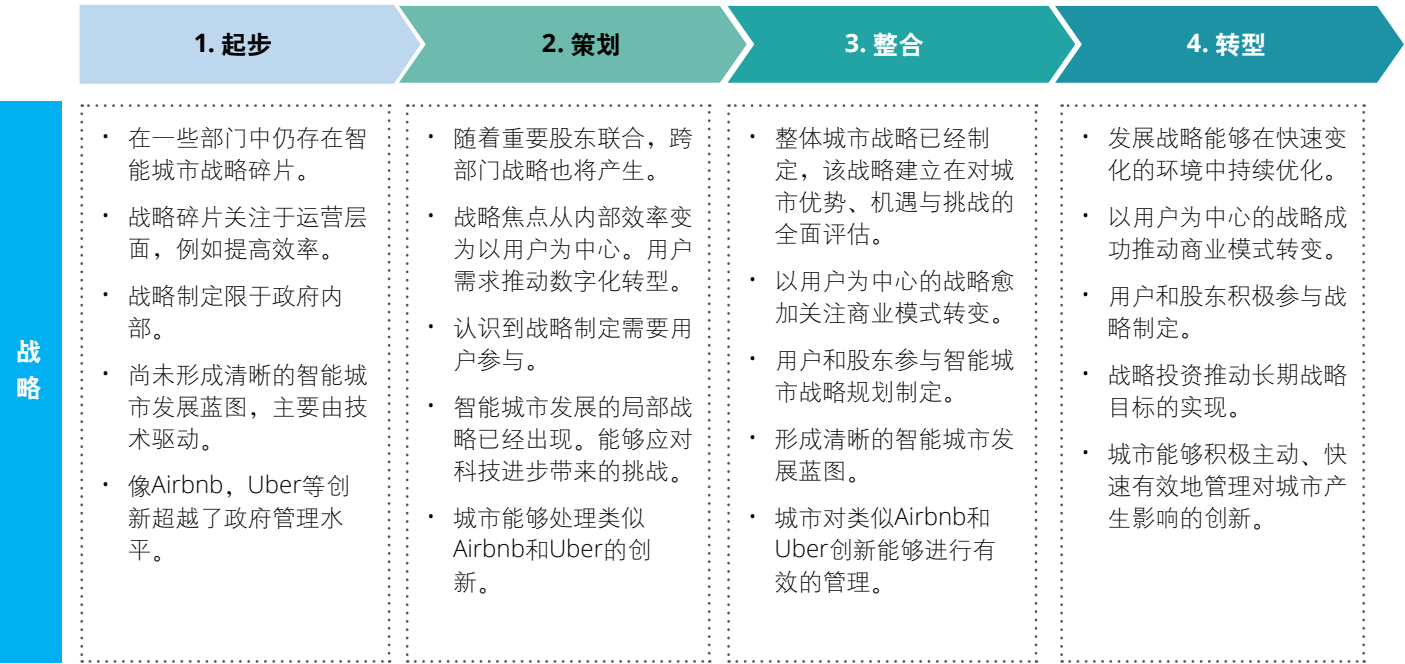 1. 起步
2. 策划
3. 整合
4. 转型
战
略
· 在一些部门中仍存在智
能城市战略碎片。
· 战略碎片关注于运营层
面，例如提高效率。
· 战略制定限于政府内
部。
· 尚未形成清晰的智能城
市发展蓝图，主要由技
术驱动。
· 像Airbnb，Uber等创
新超越了政府管理水
平。
· 随着重要股东联合，跨
部门战略也将产生。
· 战略焦点从内部效率变
为以用户为中心。用户
需求推动数字化转型。
· 认识到战略制定需要用
户参与。
· 智能城市发展的局部战
略已经出现。能够应对
科技进步带来的挑战。
· 城市能够处理类似
Airbnb和Uber的创
新。
· 整体城市战略已经制
定，该战略建立在对城
市优势、机遇与挑战的
全面评估。
· 以用户为中心的战略愈
加关注商业模式转变。
· 用户和股东参与智能城
市战略规划制定。
· 形成清晰的智能城市发
展蓝图。
· 城市对类似Airbnb和
Uber创新能够进行有
效的管理。
· 发展战略能够在快速变
化的环境中持续优化。
· 以用户为中心的战略成
功推动商业模式转变。
· 用户和股东积极参与战
略制定。
· 战略投资推动长期战略
目标的实现。
· 城市能够积极主动、快
速有效地管理对城市产
生影响的创新。